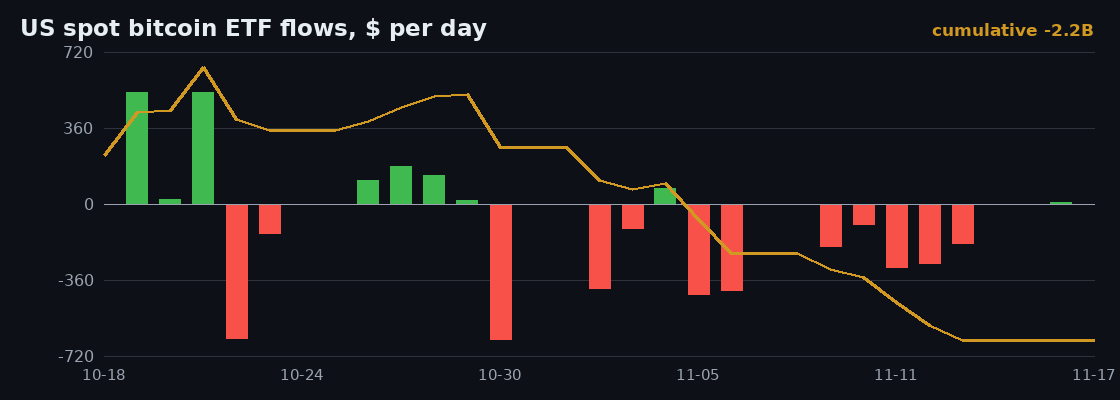 US spot bitcoin ETF flows, $ per day
cumulative -2.2B
720
360
0
-360
-720
10-18 10-24 10-30 11-05 11-11 11-17